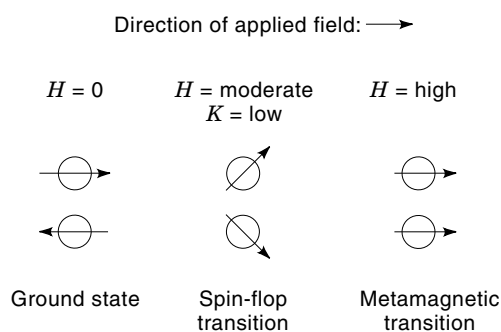 Direction of applied field:
H = 0
H = moderate
K = low
H = high
Ground state
Spin-flop
transition
Metamagnetic
transition